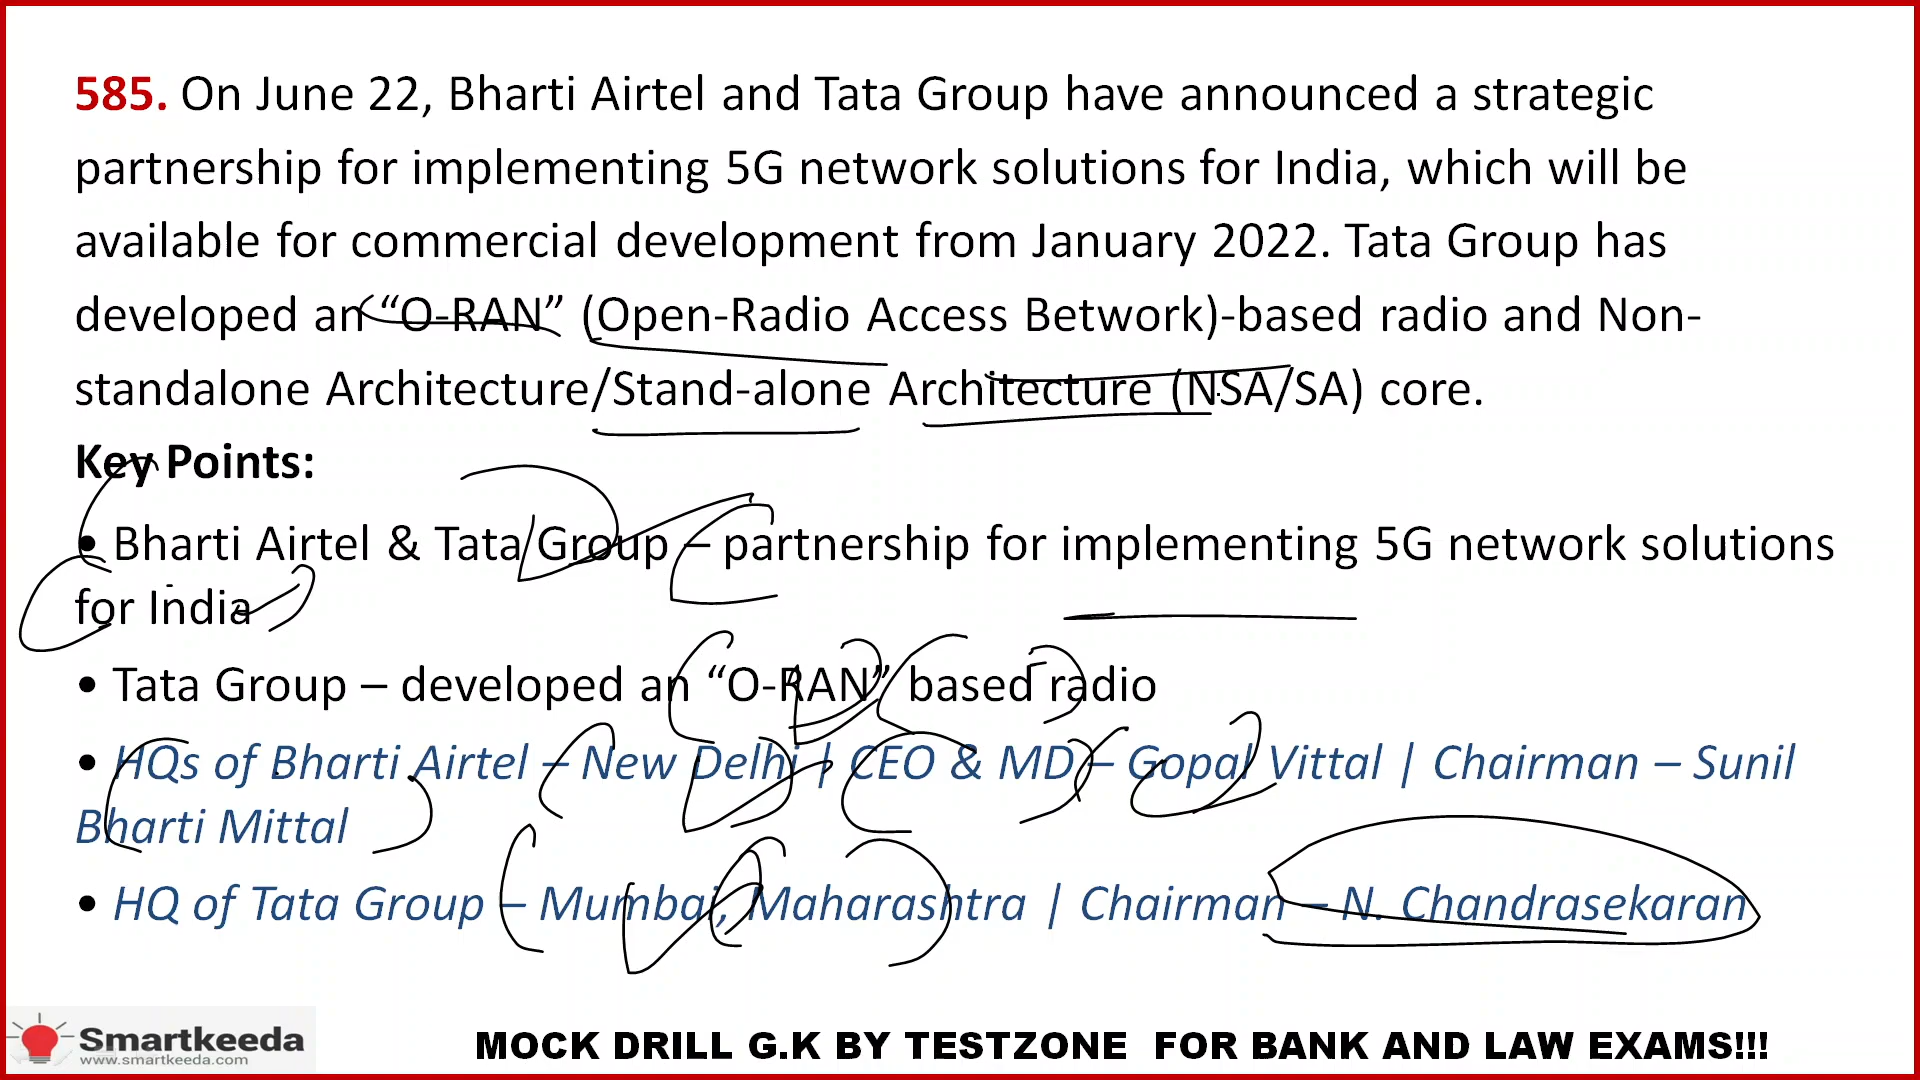 585. On June 22, Bharti Airtel and Tata Group have announced a strategic
partnership for implementing 5G network solutions for India, which will be
available for commercial development from January 2022. Tata Group has
developed an “O-RAN” (Open-Radio Access Betwork)-based radio and Non-
standalone Architecture/Stand-alone Architecture (NSA/SA) core.
Key Points:
• Bharti Airtel & Tata Group – partnership for implementing 5G network solutions
for India
• Tata Group – developed an “O-RAN” based radio
• HQs of Bharti Airtel – New Delhi | CEO & MD – Gopal Vittal | Chairman – Sunil
Bharti Mittal
• HQ of Tata Group – Mumbai, Maharashtra | Chairman – N. Chandrasekaran
Smartkeeda
www.smartkeeda.com
MOCK DRILL G.K BY TESTZONE FOR BANK AND LAW EXAMS!!!